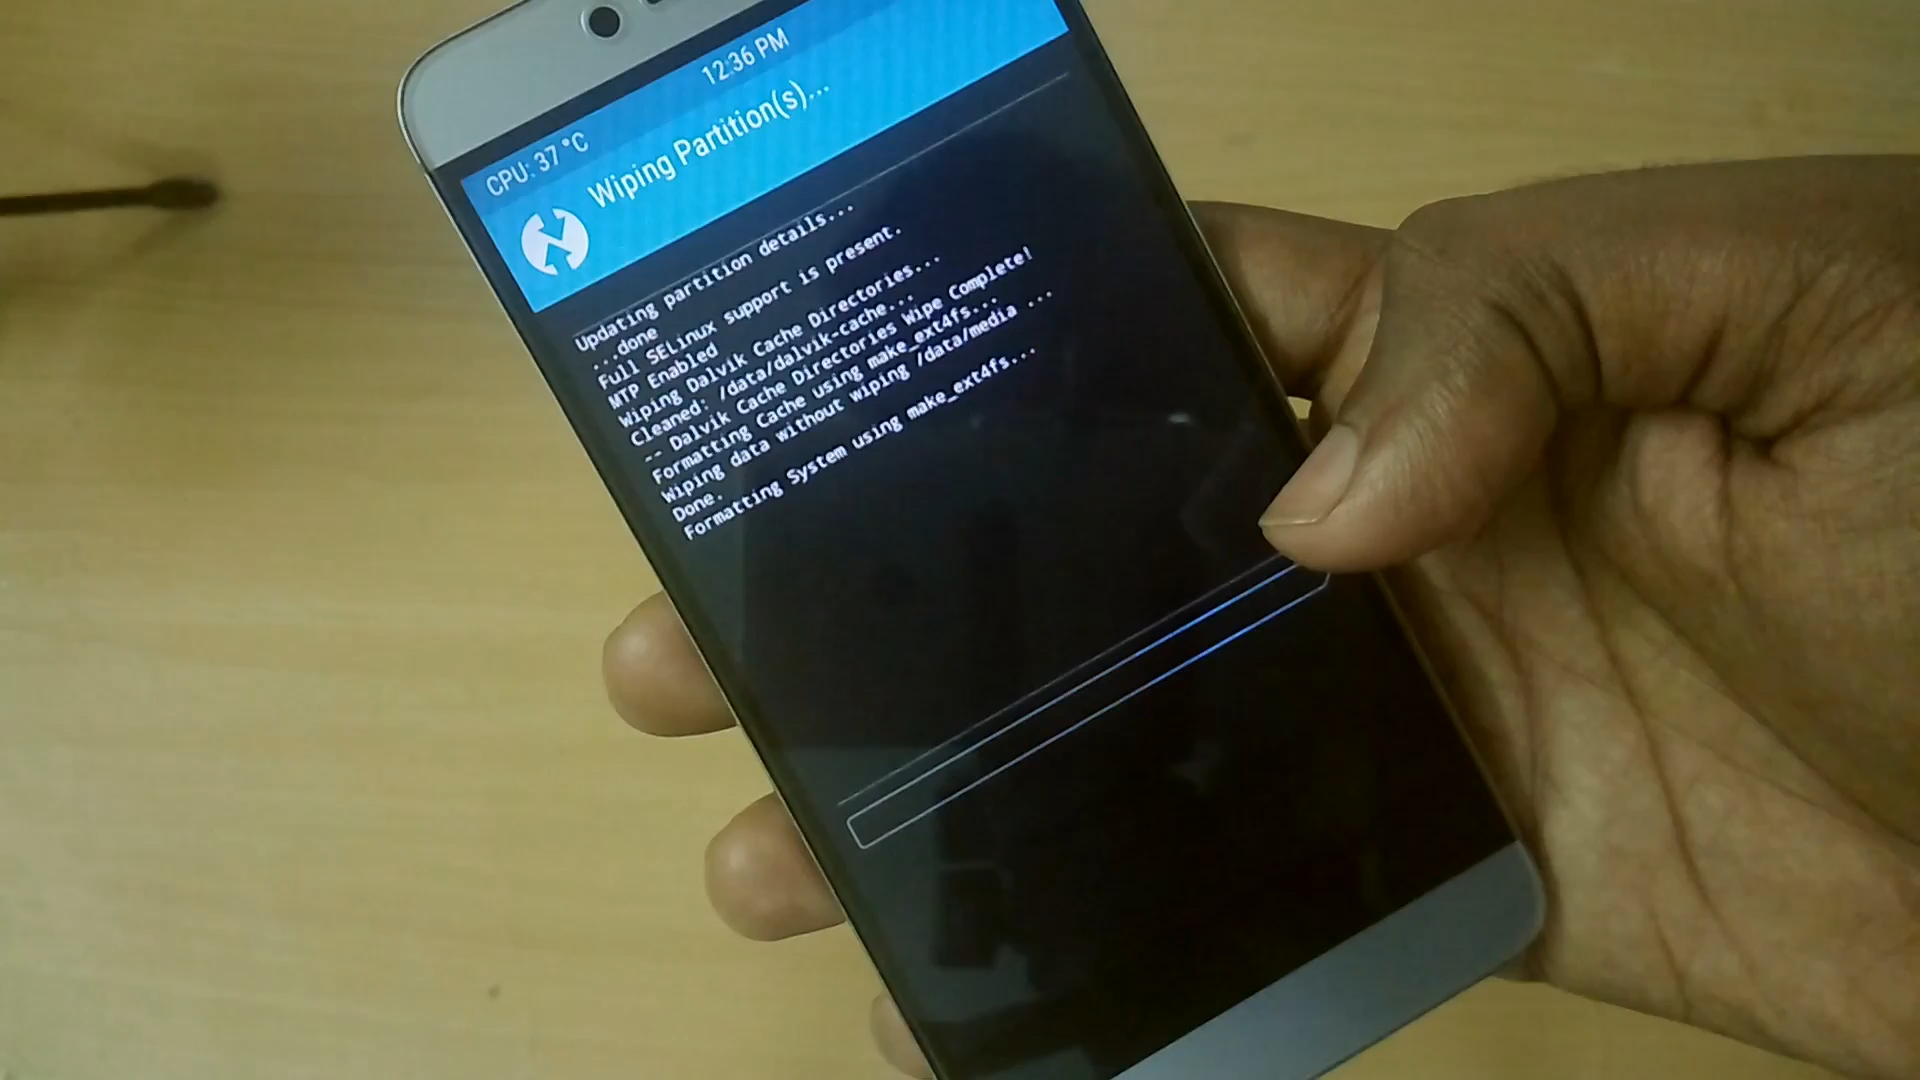 12:36 PM
CPU: 37 °C
Wiping Partition(s)...
Updating partition details...
...done
Full SELinux support is present.
MTP Enabled
Wiping Dalvik Cache Directories...
Cleaned: /data/dalvik-cache...
-- Dalvik Cache Directories Wipe Complete!
Formatting Cache using make_ext4fs...
Wiping data without wiping /data/media ...
Done.
Formatting System using make_ext4fs...